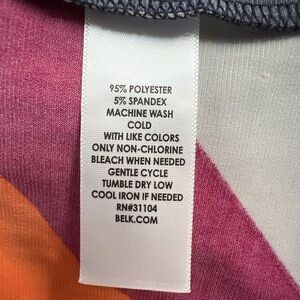 95% POLYESTER
5% SPANDEX
MACHINE WASH
COLD
WITH LIKE COLORS
ONLY NON-CHLORINE
BLEACH WHEN NEEDED
GENTLE CYCLE
TUMBLE DRY LOW
COOL IRON IF NEEDED
RN#31104
BELK.COM